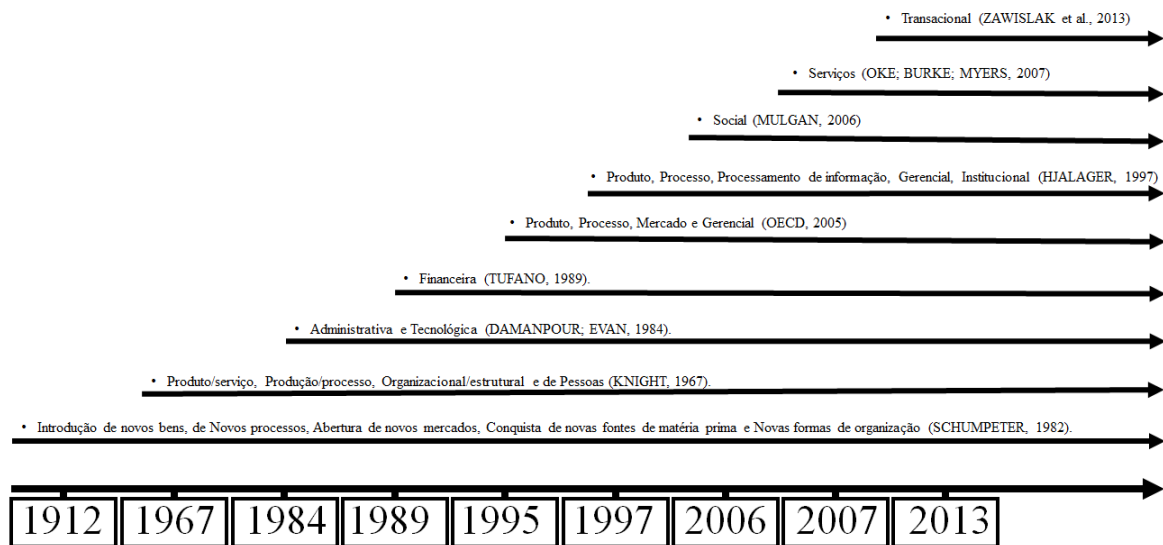 • Transacional (ZAWISLAK et al., 2013)
• Serviços (OKE; BURKE; MYERS, 2007)
• Social (MULGAN, 2006)
• Produto, Processo, Processamento de informação, Gerencial, Institucional (HJALAGER, 1997)
• Produto, Processo, Mercado e Gerencial (OECD, 2005)
• Financeira (TUFANO, 1989).
• Administrativa e Tecnológica (DAMANPOUR; EVAN, 1984).
• Produto/serviço, Produção/processo, Organizacional/estrutural e de Pessoas (KNIGHT, 1967).
• Introdução de novos bens, de Novos processos, Abertura de novos mercados, Conquista de novas fontes de matéria prima e Novas formas de organização (SCHUMPETER, 1982).
1912 1967 1984 1989 1995 1997 2006 2007 2013